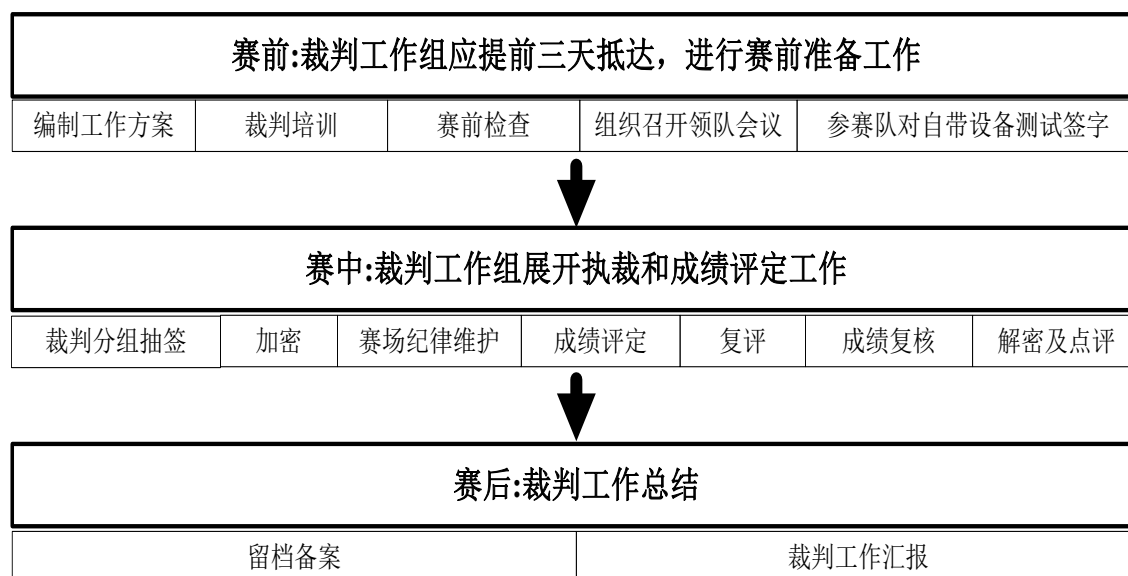 赛前:裁判工作组应提前三天抵达，进行赛前准备工作
编制工作方案 裁判培训 赛前检查 组织召开领队会议 参赛队对自带设备测试签字
赛中:裁判工作组展开执裁和成绩评定工作
裁判分组抽签 加密 赛场纪律维护 成绩评定 复评 成绩复核 解密及点评
赛后:裁判工作总结
留档备案 裁判工作汇报